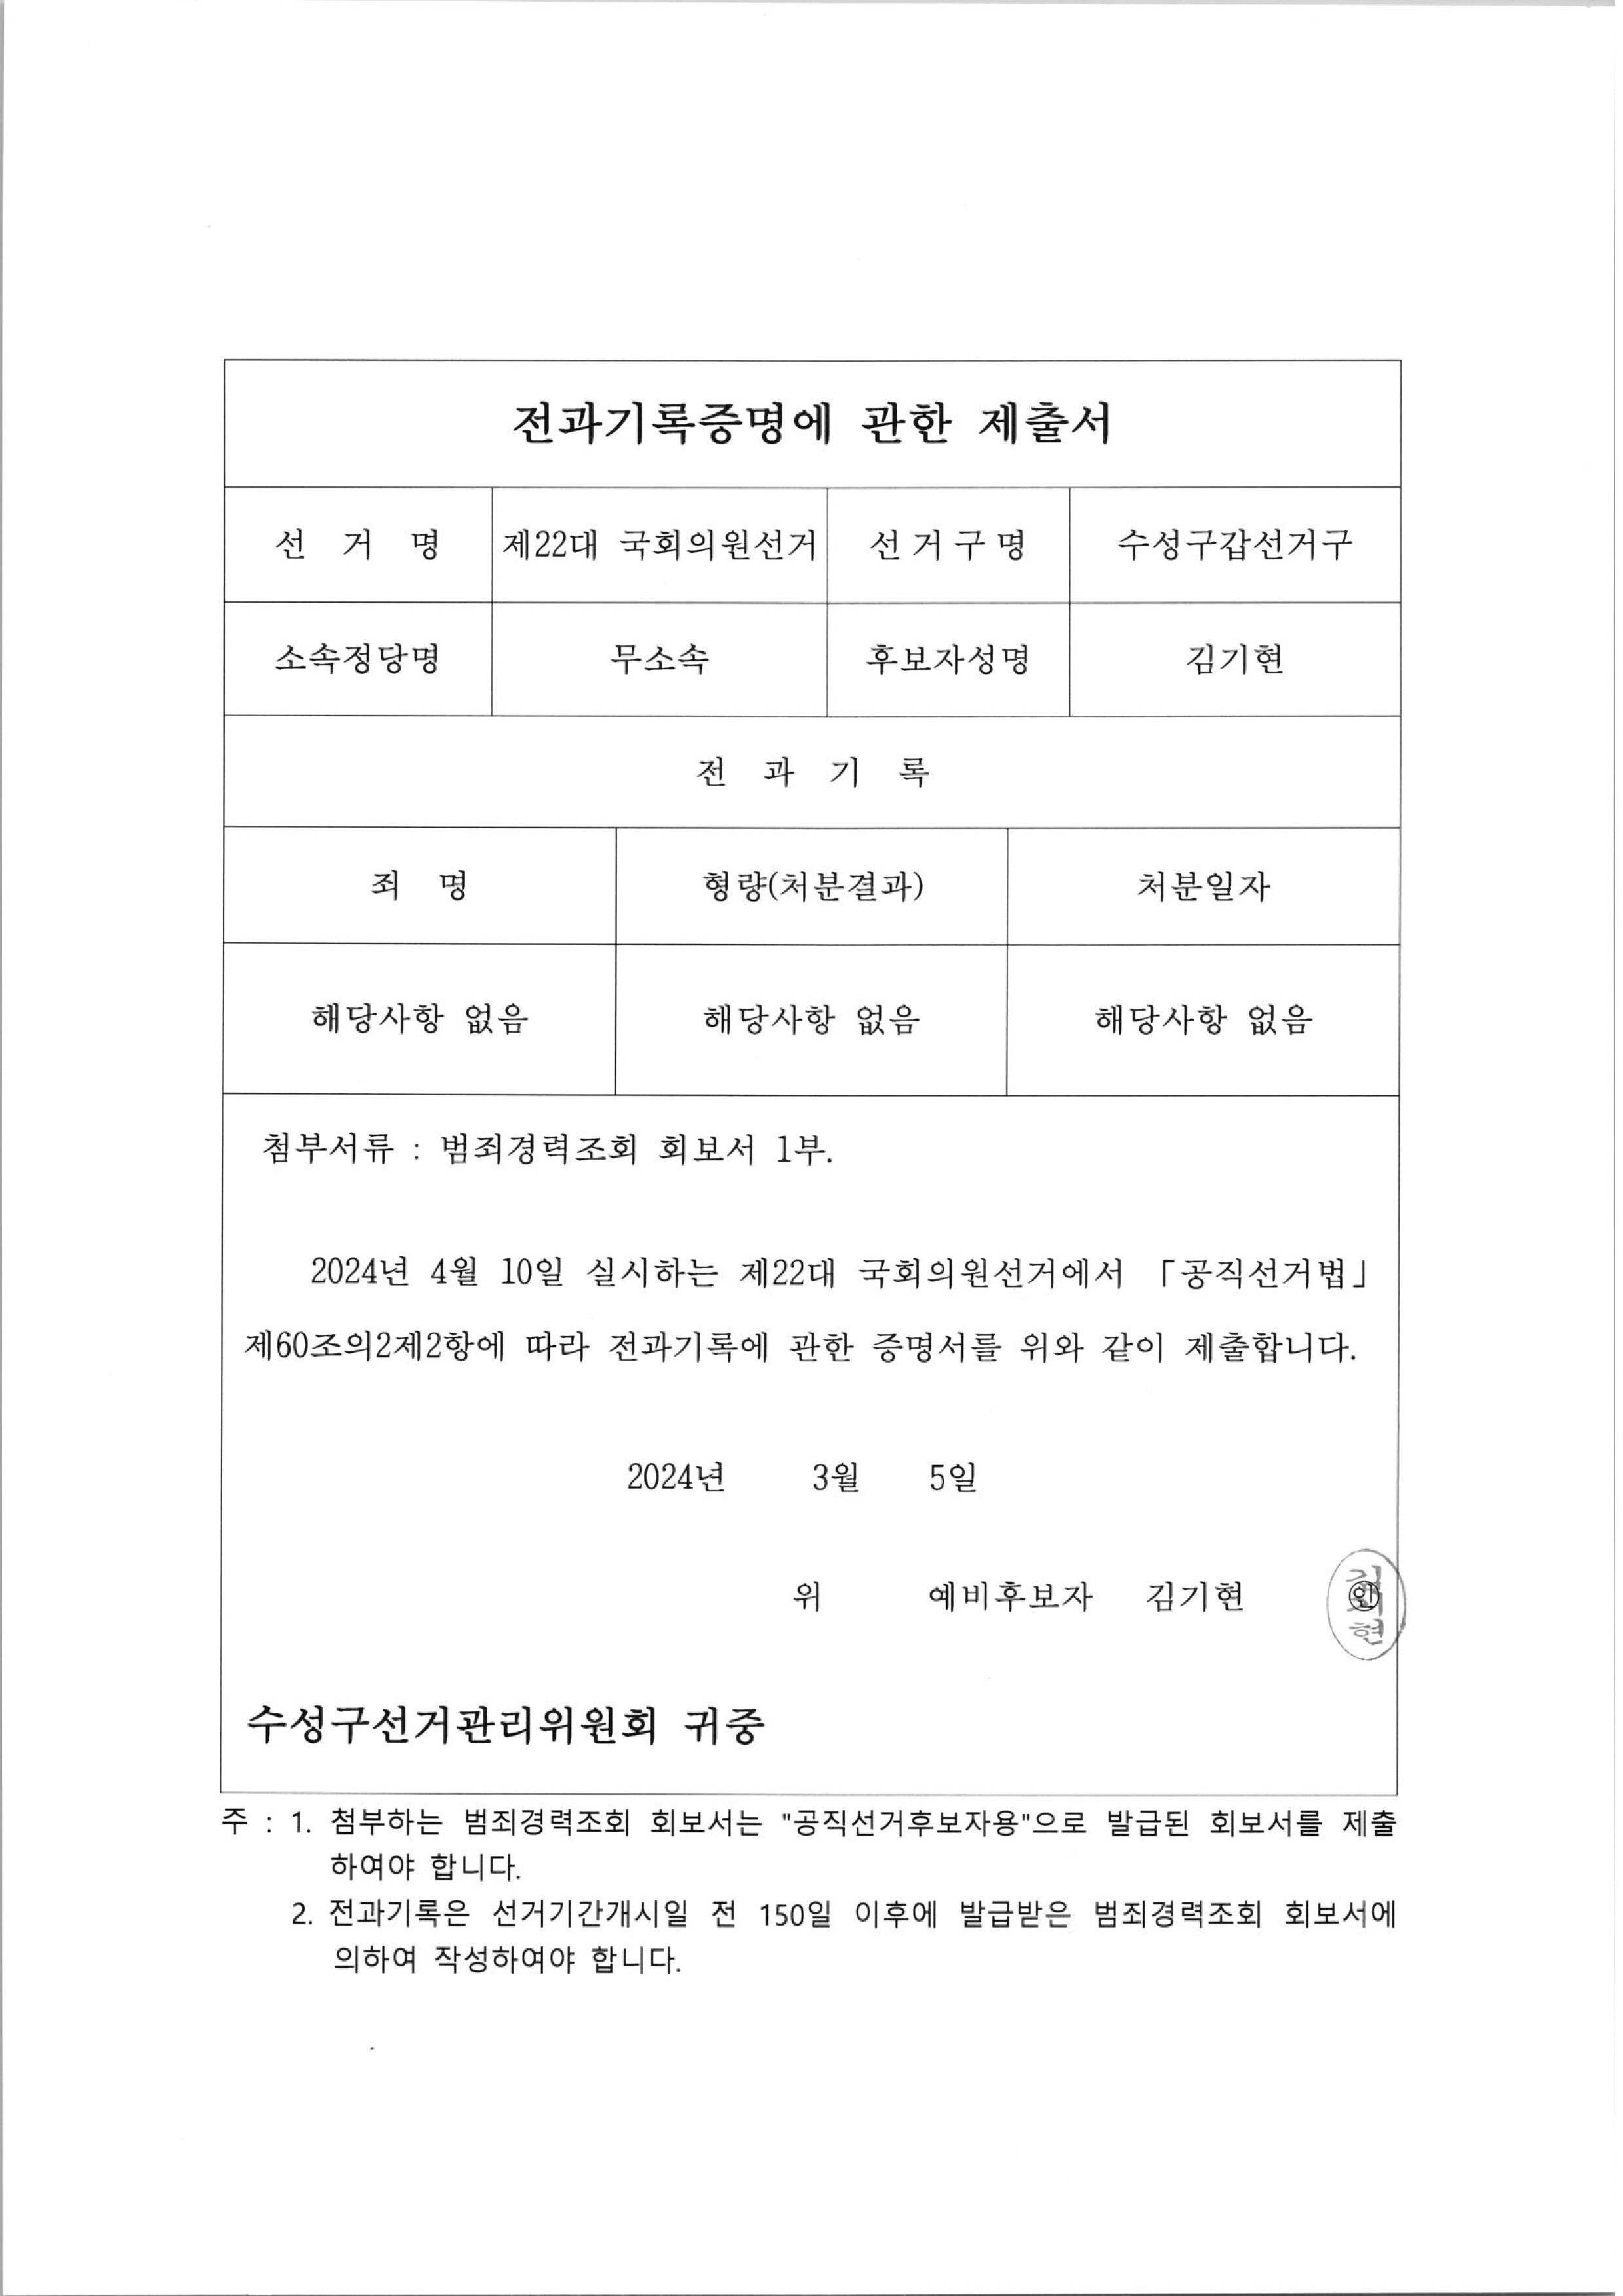 전과기록증명에 관한 제출서
선 거 명 제22대 국회의원선거 선거구명 수성구갑선거구
소속정당명 무소속 후보자성명 김기현
전 과 기 록
죄 명 형량(처분결과) 처분일자
해당사항 없음 해당사항 없음 해당사항 없음
첨부서류 : 범죄경력조회 회보서 1부.
2024년 4월 10일 실시하는 제22대 국회의원선거에서 「공직선거법」
제60조의2제2항에 따라 전과기록에 관한 증명서를 위와 같이 제출합니다.
2024년 3월 5일
위 예비후보자 김기현 ㊞
김기현
수성구선거관리위원회 귀중
주 : 1. 첨부하는 범죄경력조회 회보서는 "공직선거후보자용"으로 발급된 회보서를 제출
하여야 합니다.
2. 전과기록은 선거기간개시일 전 150일 이후에 발급받은 범죄경력조회 회보서에
의하여 작성하여야 합니다.